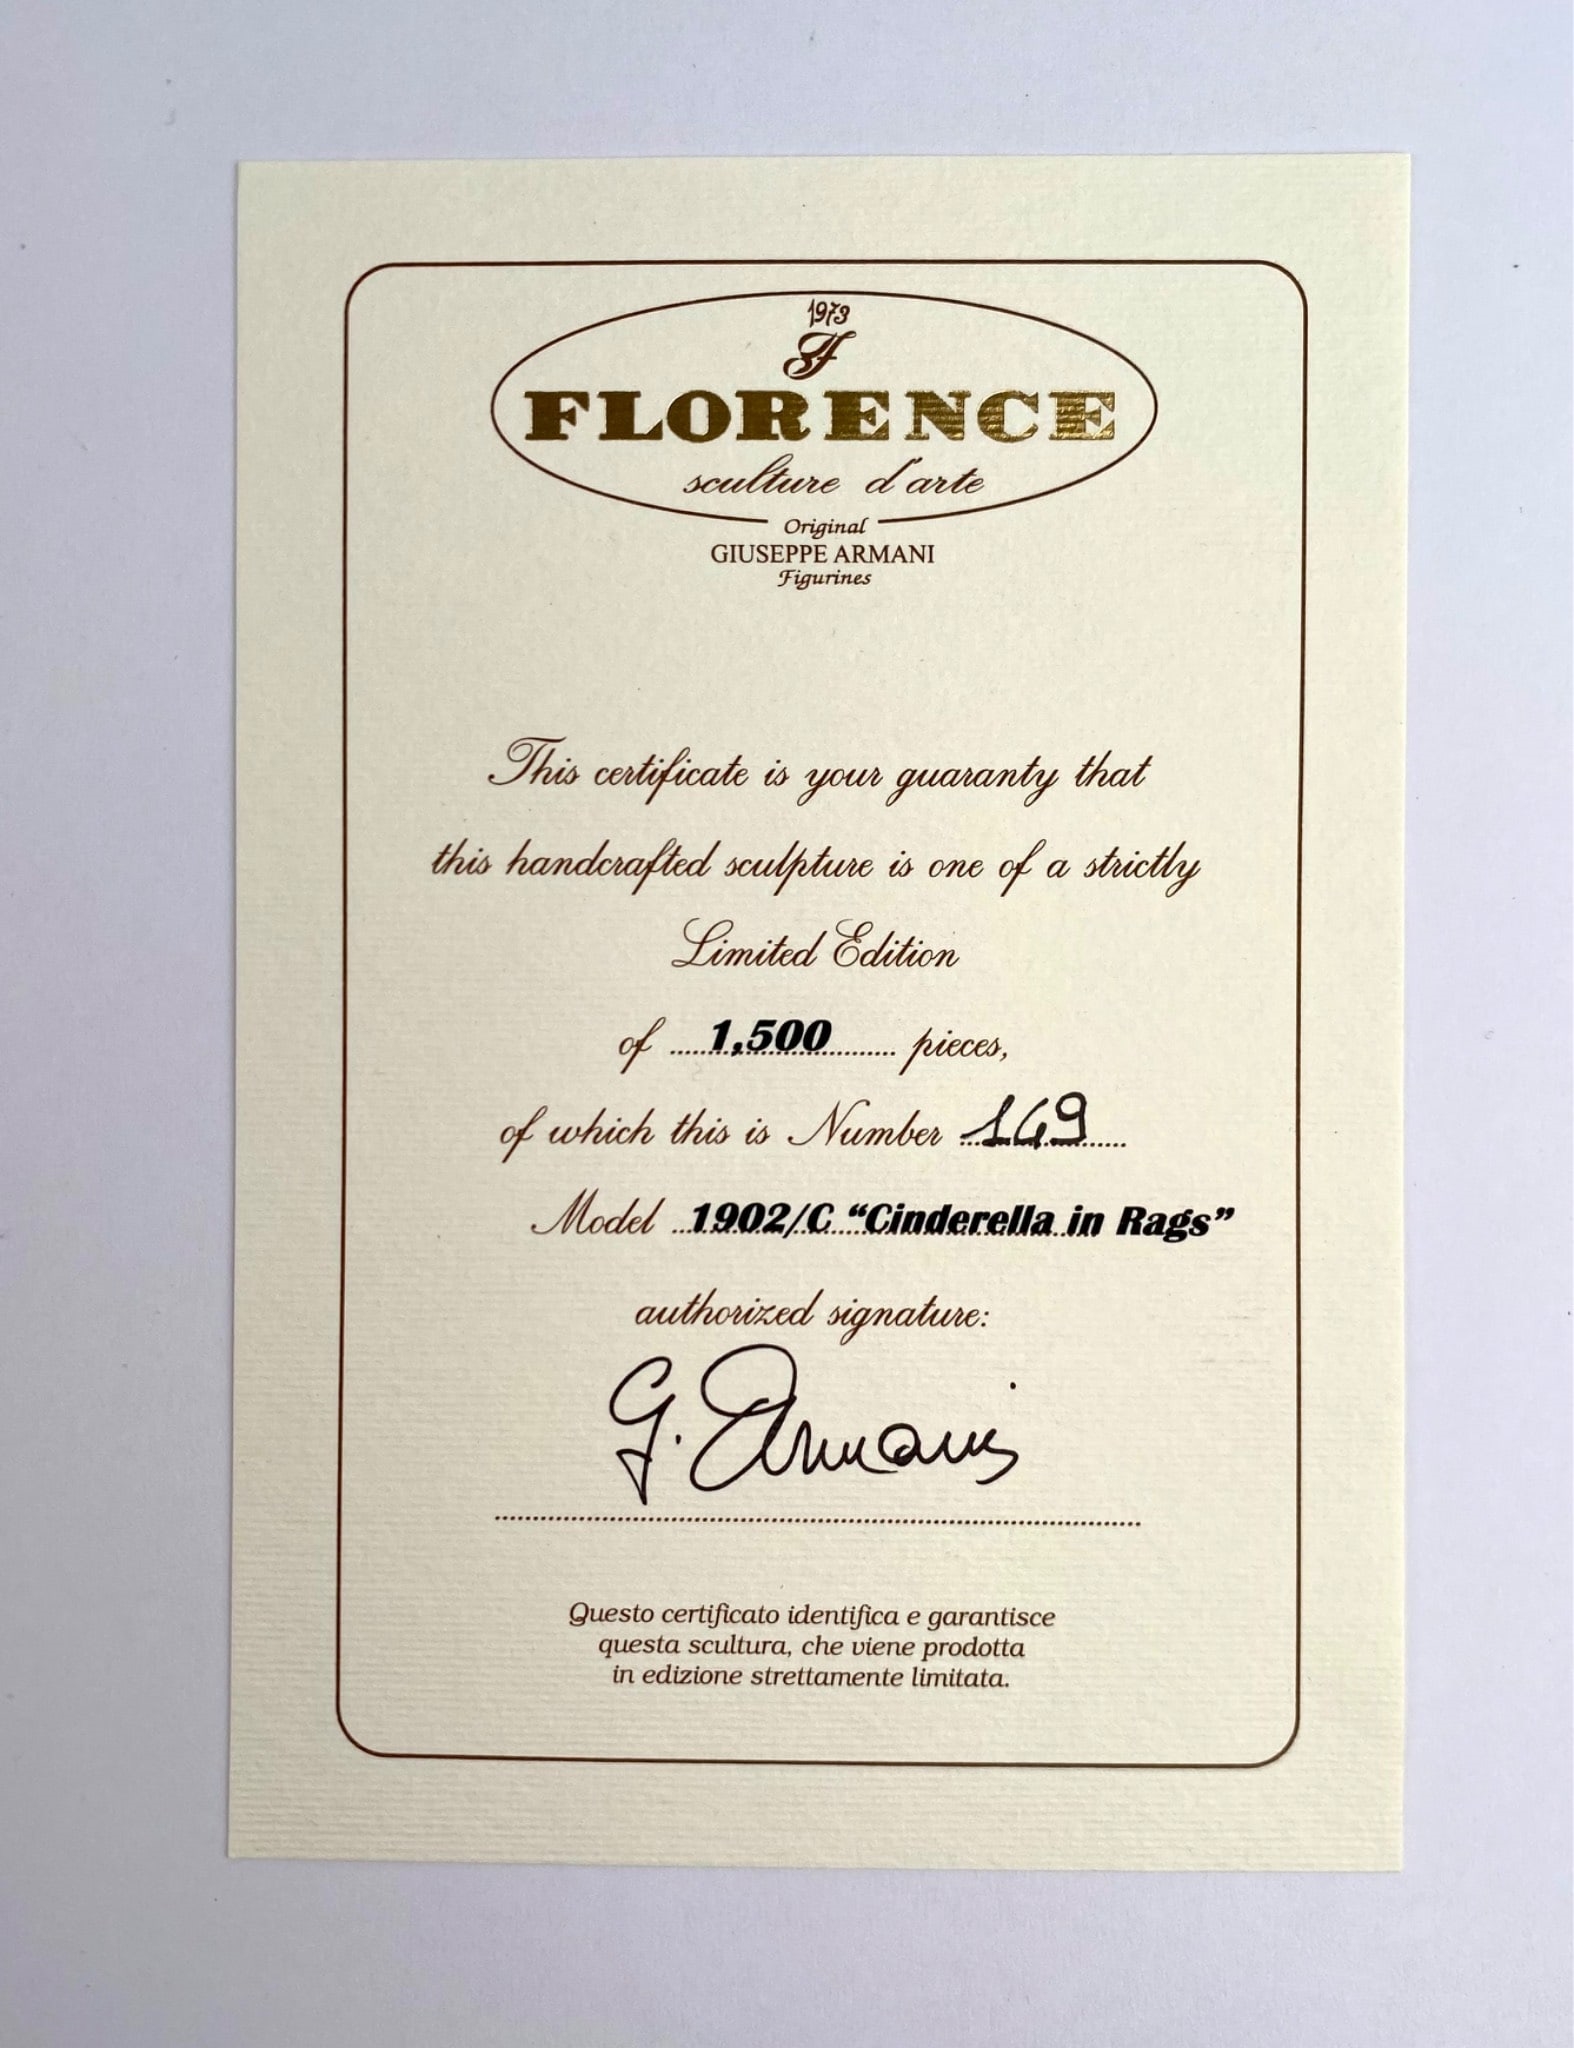 1973
FLORENCE
sculture d'arte
Original
GIUSEPPE ARMANI
Figurines
This certificate is your guaranty that
this handcrafted sculpture is one of a strictly
Limited Edition
of ....1,500.......... pieces,
of which this is Number 149
Model 1902/C “Cinderella in Rags”
authorized signature:
G. Armani
Questo certificato identifica e garantisce
questa scultura, che viene prodotta
in edizione strettamente limitata.